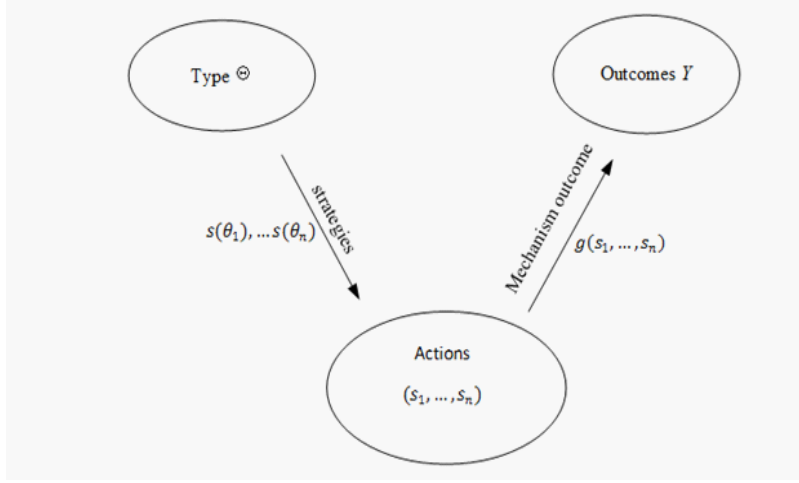 Type Θ
Outcomes Y
strategies
Mechanism outcome
s(θ₁), …s(θₙ)
g(s₁, … , sₙ)
Actions
(s₁, … , sₙ)